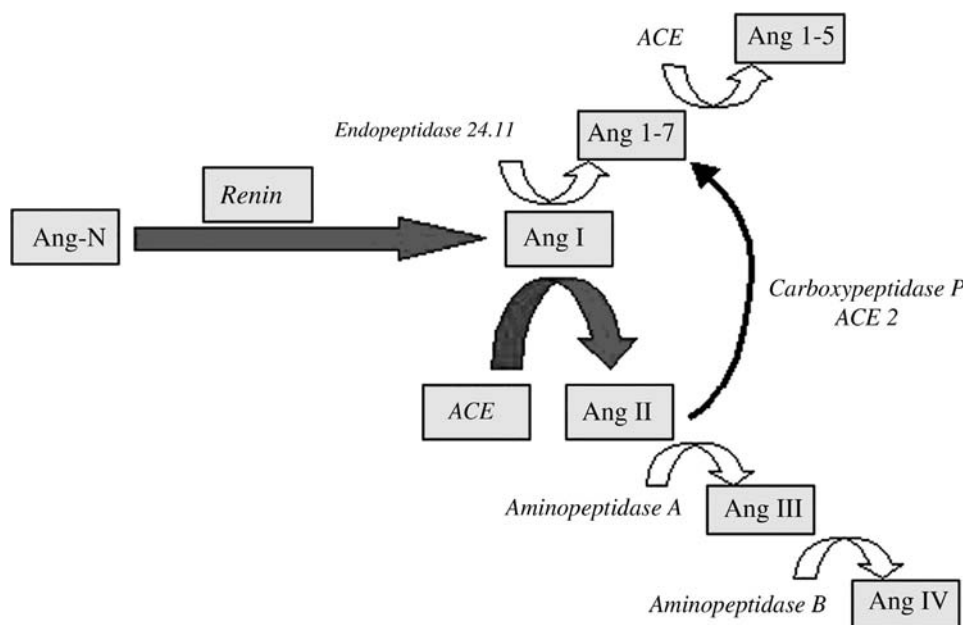 ACE
Ang 1-5
Endopeptidase 24.11
Ang 1-7
Renin
Ang-N
Ang I
Carboxypeptidase P
ACE 2
ACE
Ang II
Aminopeptidase A
Ang III
Aminopeptidase B
Ang IV